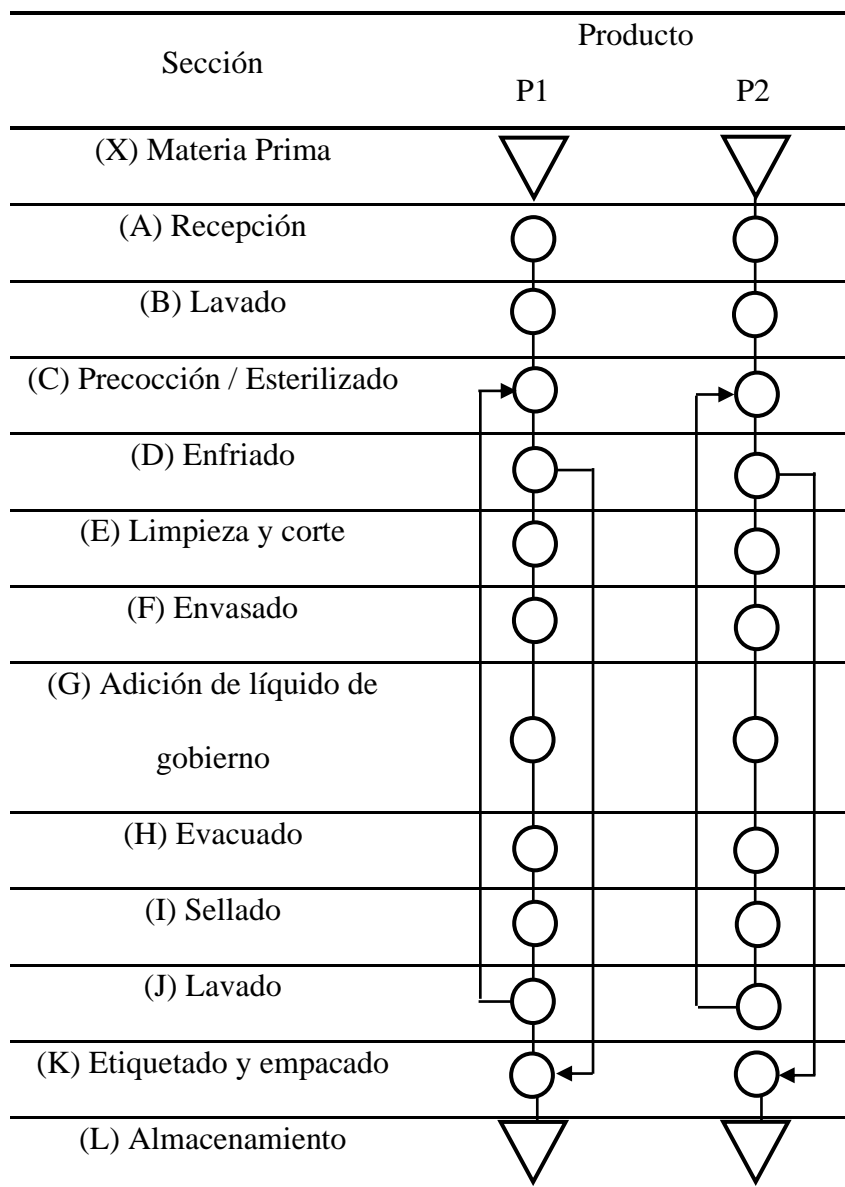 Sección
Producto
P1 P2
(X) Materia Prima
(A) Recepción
(B) Lavado
(C) Precocción / Esterilizado
(D) Enfriado
(E) Limpieza y corte
(F) Envasado
(G) Adición de líquido de
gobierno
(H) Evacuado
(I) Sellado
(J) Lavado
(K) Etiquetado y empacado
(L) Almacenamiento